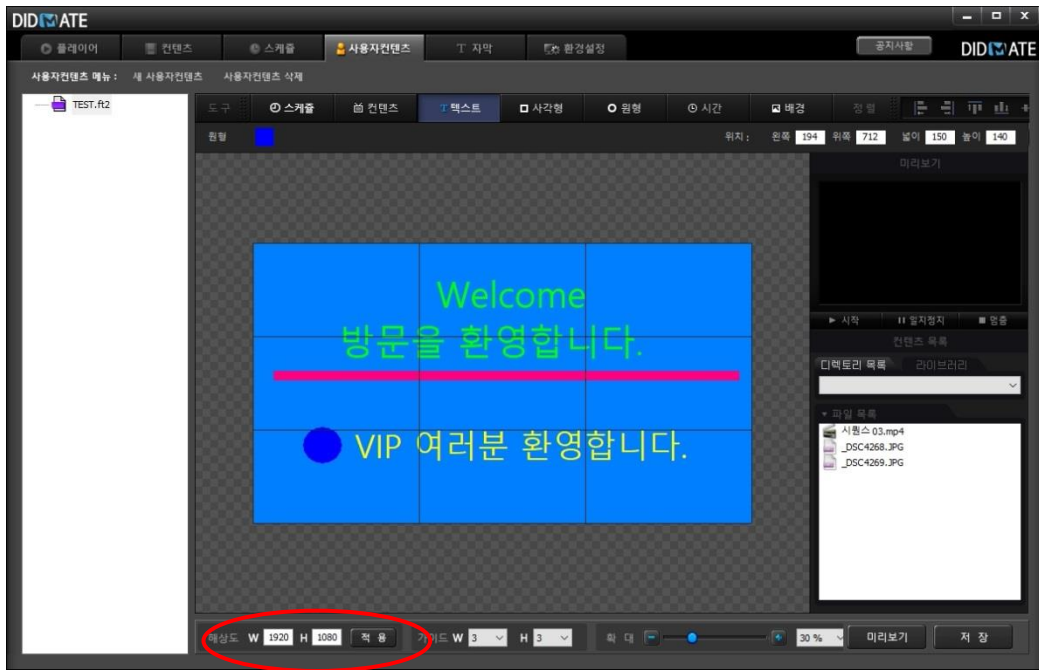 DIDMATE
플레이어 컨텐츠 스케쥴 사용자컨텐츠 T 자막 환경설정 공지사항 DIDMATE
사용자컨텐츠 메뉴 : 새 사용자컨텐츠 사용자컨텐츠 삭제
TEST.ft2
도구 스케쥴 컨텐츠 T 텍스트 사각형 원형 시간 배경 정렬
원형 위치 : 왼쪽 194 위쪽 712 넓이 150 높이 140
미리보기
Welcome
방문을 환영합니다.
VIP 여러분 환영합니다.
시작 일지정지 멈춤
컨텐츠 목록
디렉토리 목록 라이브러리
파일 목록
시퀀스 03.mp4
_DSC4268.JPG
_DSC4269.JPG
해상도 W 1920 H 1080 적 용 가이드 W 3 H 3 확 대 30 % 미리보기 저 장